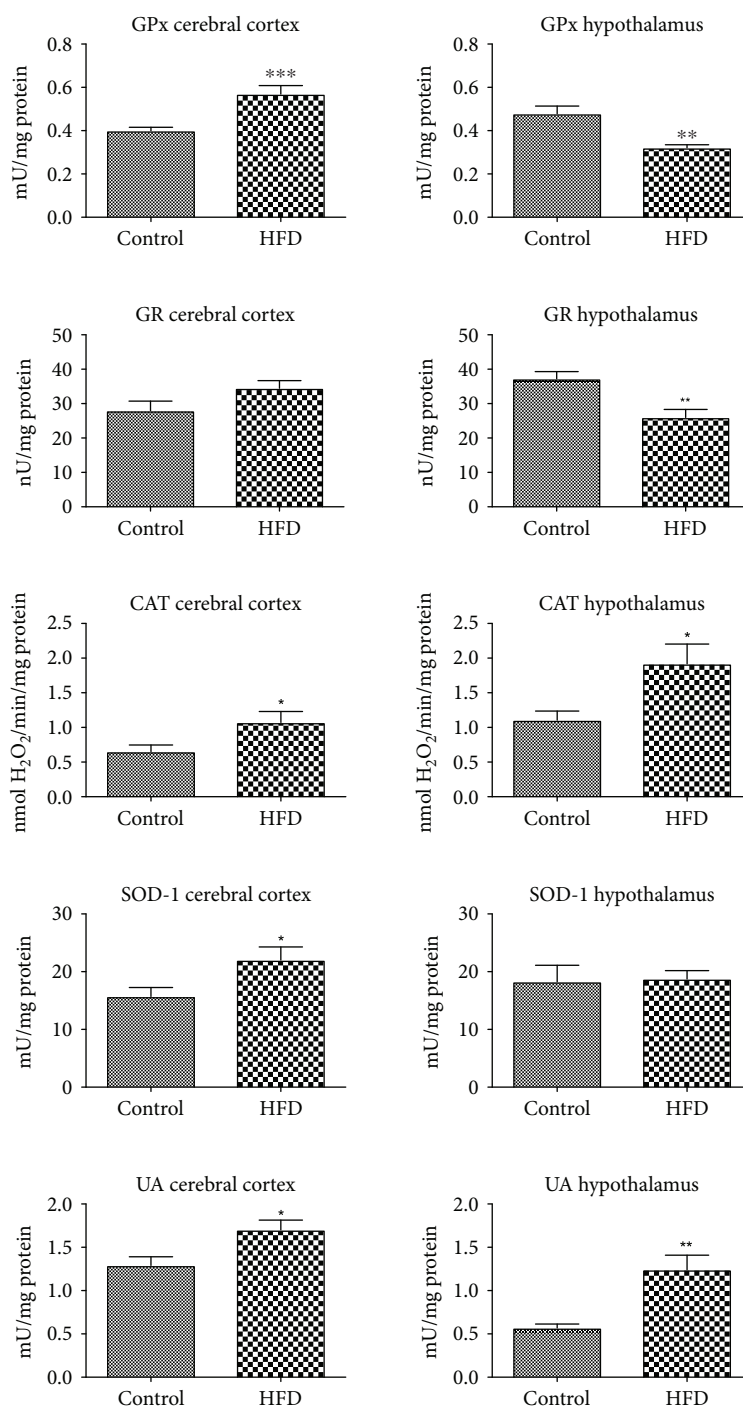 GPx cerebral cortex
mU/mg protein
0.8
0.6
0.4
0.2
0.0
***
Control HFD
GPx hypothalamus
mU/mg protein
0.8
0.6
0.4
0.2
0.0
**
Control HFD
GR cerebral cortex
nU/mg protein
50
40
30
20
10
0
Control HFD
GR hypothalamus
nU/mg protein
50
40
30
20
10
0
**
Control HFD
CAT cerebral cortex
nmol H₂O₂/min/mg protein
2.5
2.0
1.5
1.0
0.5
0.0
*
Control HFD
CAT hypothalamus
nmol H₂O₂/min/mg protein
2.5
2.0
1.5
1.0
0.5
0.0
*
Control HFD
SOD-1 cerebral cortex
mU/mg protein
30
20
10
0
*
Control HFD
SOD-1 hypothalamus
mU/mg protein
30
20
10
0
Control HFD
UA cerebral cortex
mU/mg protein
2.0
1.5
1.0
0.5
0.0
*
Control HFD
UA hypothalamus
mU/mg protein
2.0
1.5
1.0
0.5
0.0
**
Control HFD